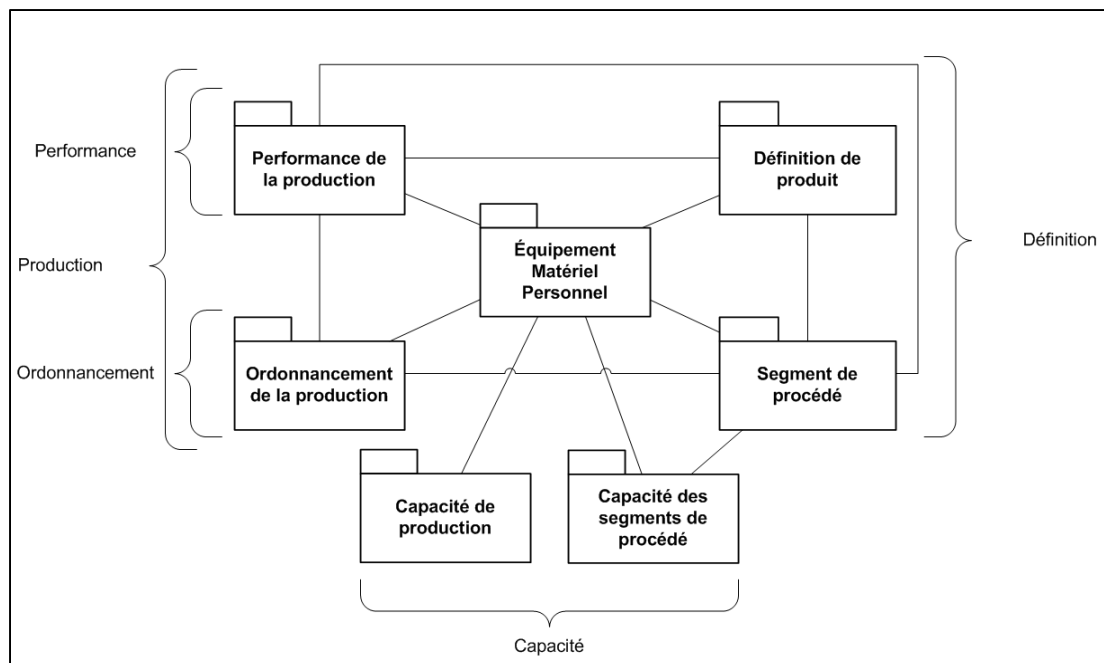 Performance
Performance de
la production
Définition de
produit
Équipement
Matériel
Personnel
Production
Définition
Ordonnancement
Ordonnancement
de la production
Segment de
procédé
Capacité de
production
Capacité des
segments de
procédé
Capacité